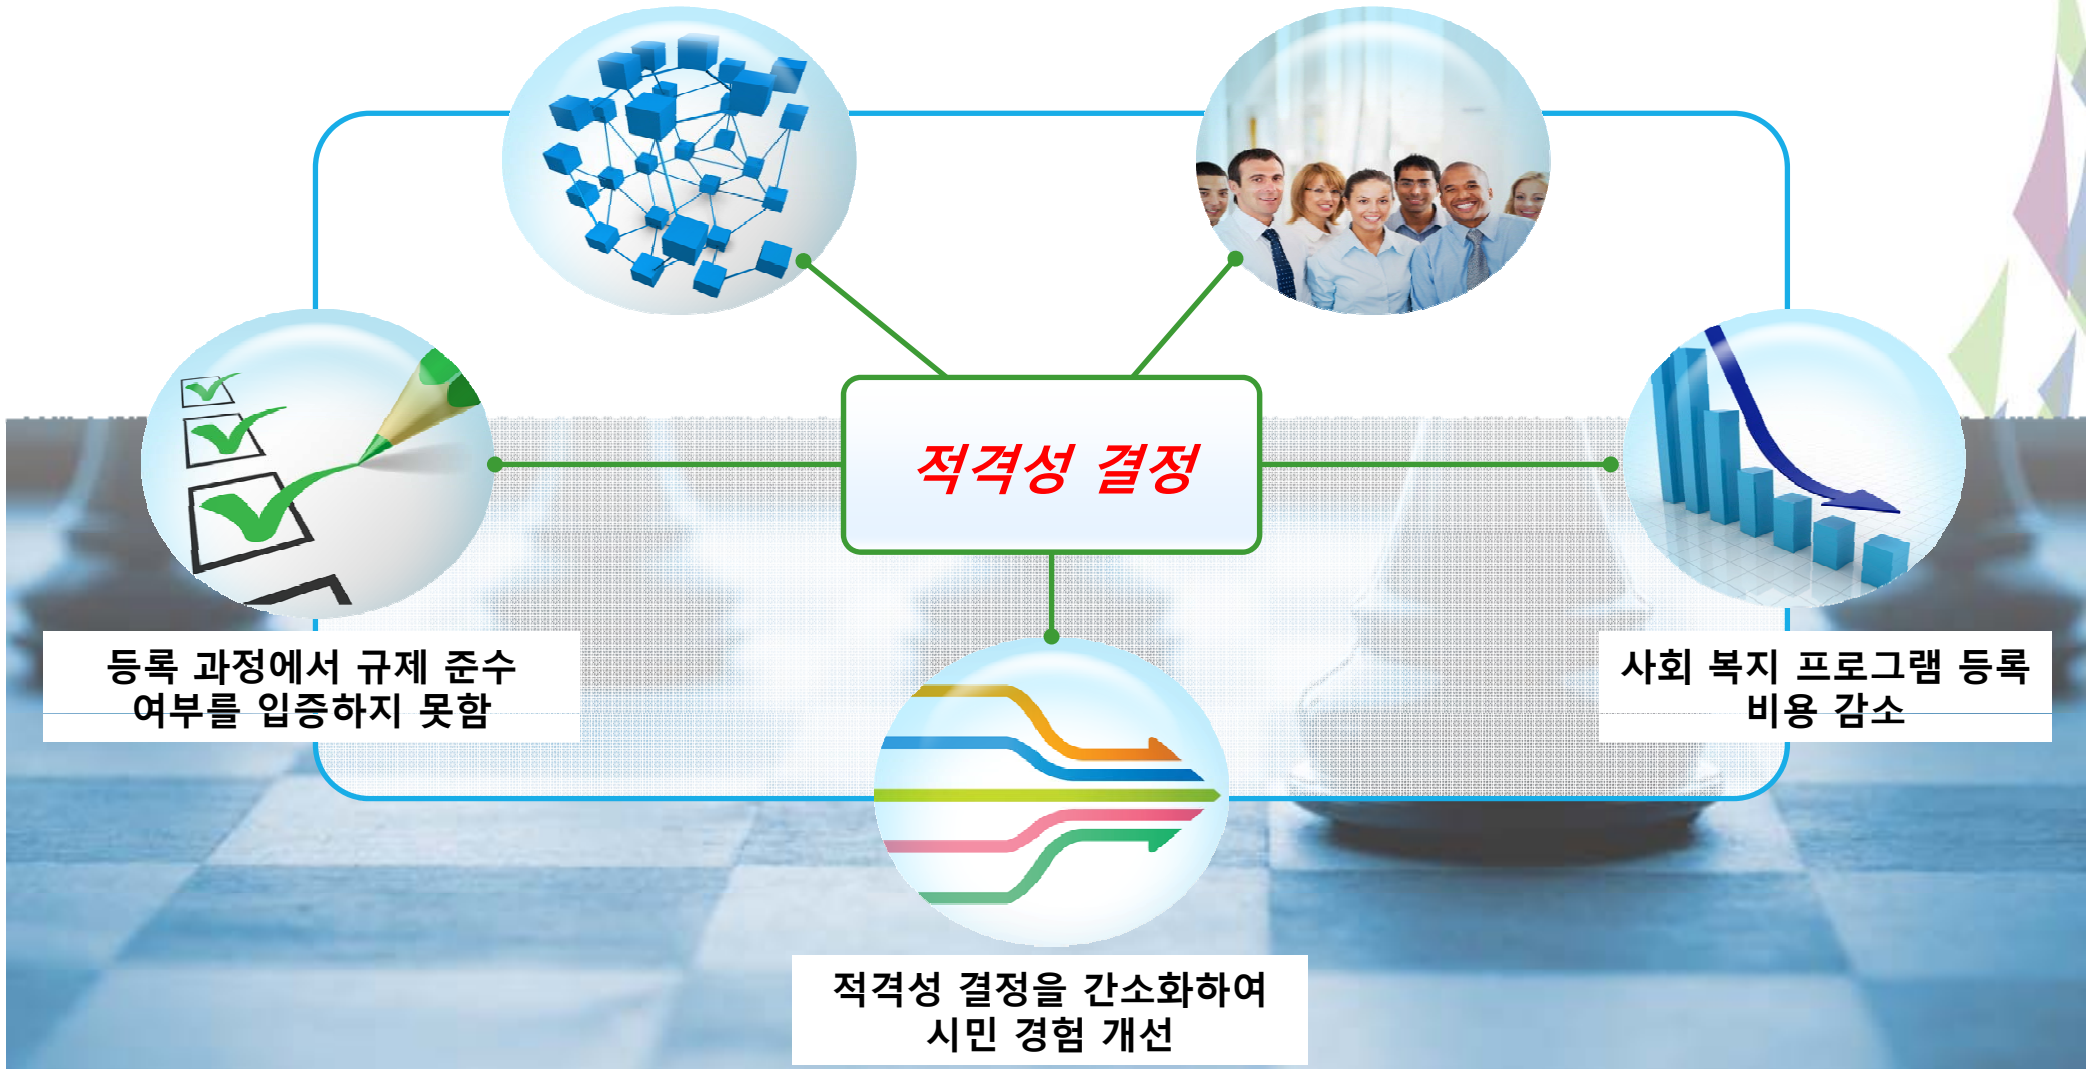 적격성 결정
등록 과정에서 규제 준수
여부를 입증하지 못함
사회 복지 프로그램 등록
비용 감소
적격성 결정을 간소화하여
시민 경험 개선